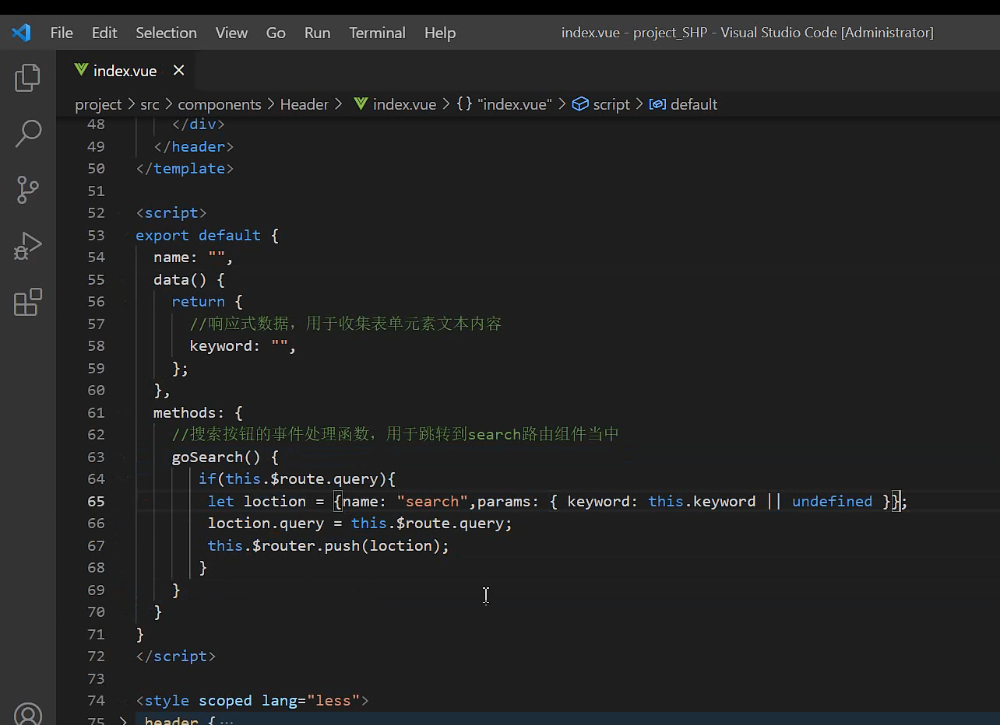 File Edit Selection View Go Run Terminal Help index.vue - project_SHP - Visual Studio Code [Administrator]
index.vue ×
project > src > components > Header > index.vue > {} "index.vue" > script > default
48 </div>
49 </header>
50 </template>
51
52 <script>
53 export default {
54 name: "",
55 data() {
56 return {
57 //响应式数据，用于收集表单元素文本内容
58 keyword: "",
59 };
60 },
61 methods: {
62 //搜索按钮的事件处理函数，用于跳转到search路由组件当中
63 goSearch() {
64 if(this.$route.query){
65 let loction = {name: "search",params: { keyword: this.keyword || undefined }};
66 loction.query = this.$route.query;
67 this.$router.push(loction);
68 }
69 }
70 }
71 }
72 </script>
73
74 <style scoped lang="less">
75 > header { ...